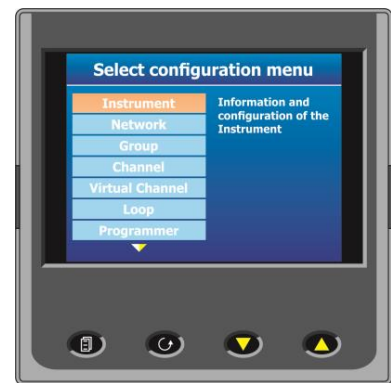 Select configuration menu
Instrument
Network
Group
Channel
Virtual Channel
Loop
Programmer
Information and
configuration of the
Instrument